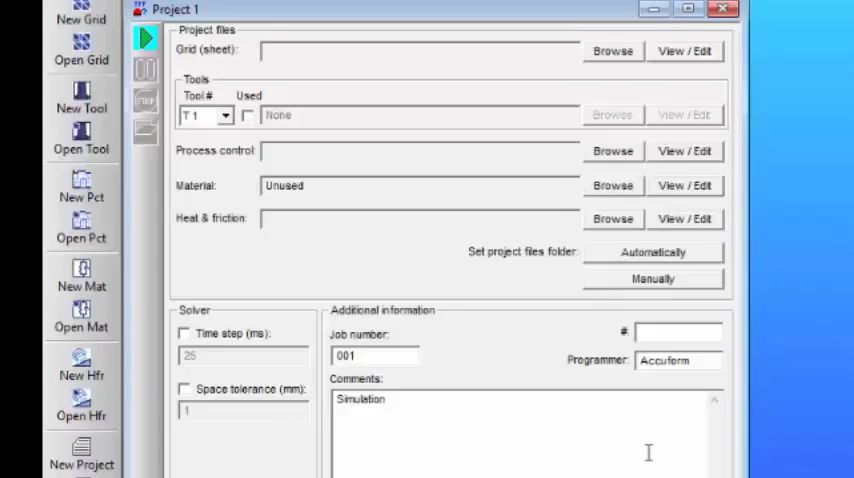 New Grid
Open Grid
New Tool
Open Tool
New Pct
Open Pct
New Mat
Open Mat
New Hfr
Open Hfr
New Project
Project 1
STOP
Project files
Grid (sheet):
Browse
View / Edit
Tools
Tool #
Used
T 1
None
Browse
View / Edit
Process control:
Browse
View / Edit
Material:
Unused
Browse
View / Edit
Heat & friction:
Browse
View / Edit
Set project files folder:
Automatically
Manually
Solver
Time step (ms):
25
Space tolerance (mm):
1
Additional information
Job number:
#:
001
Programmer:
Accuform
Comments:
Simulation